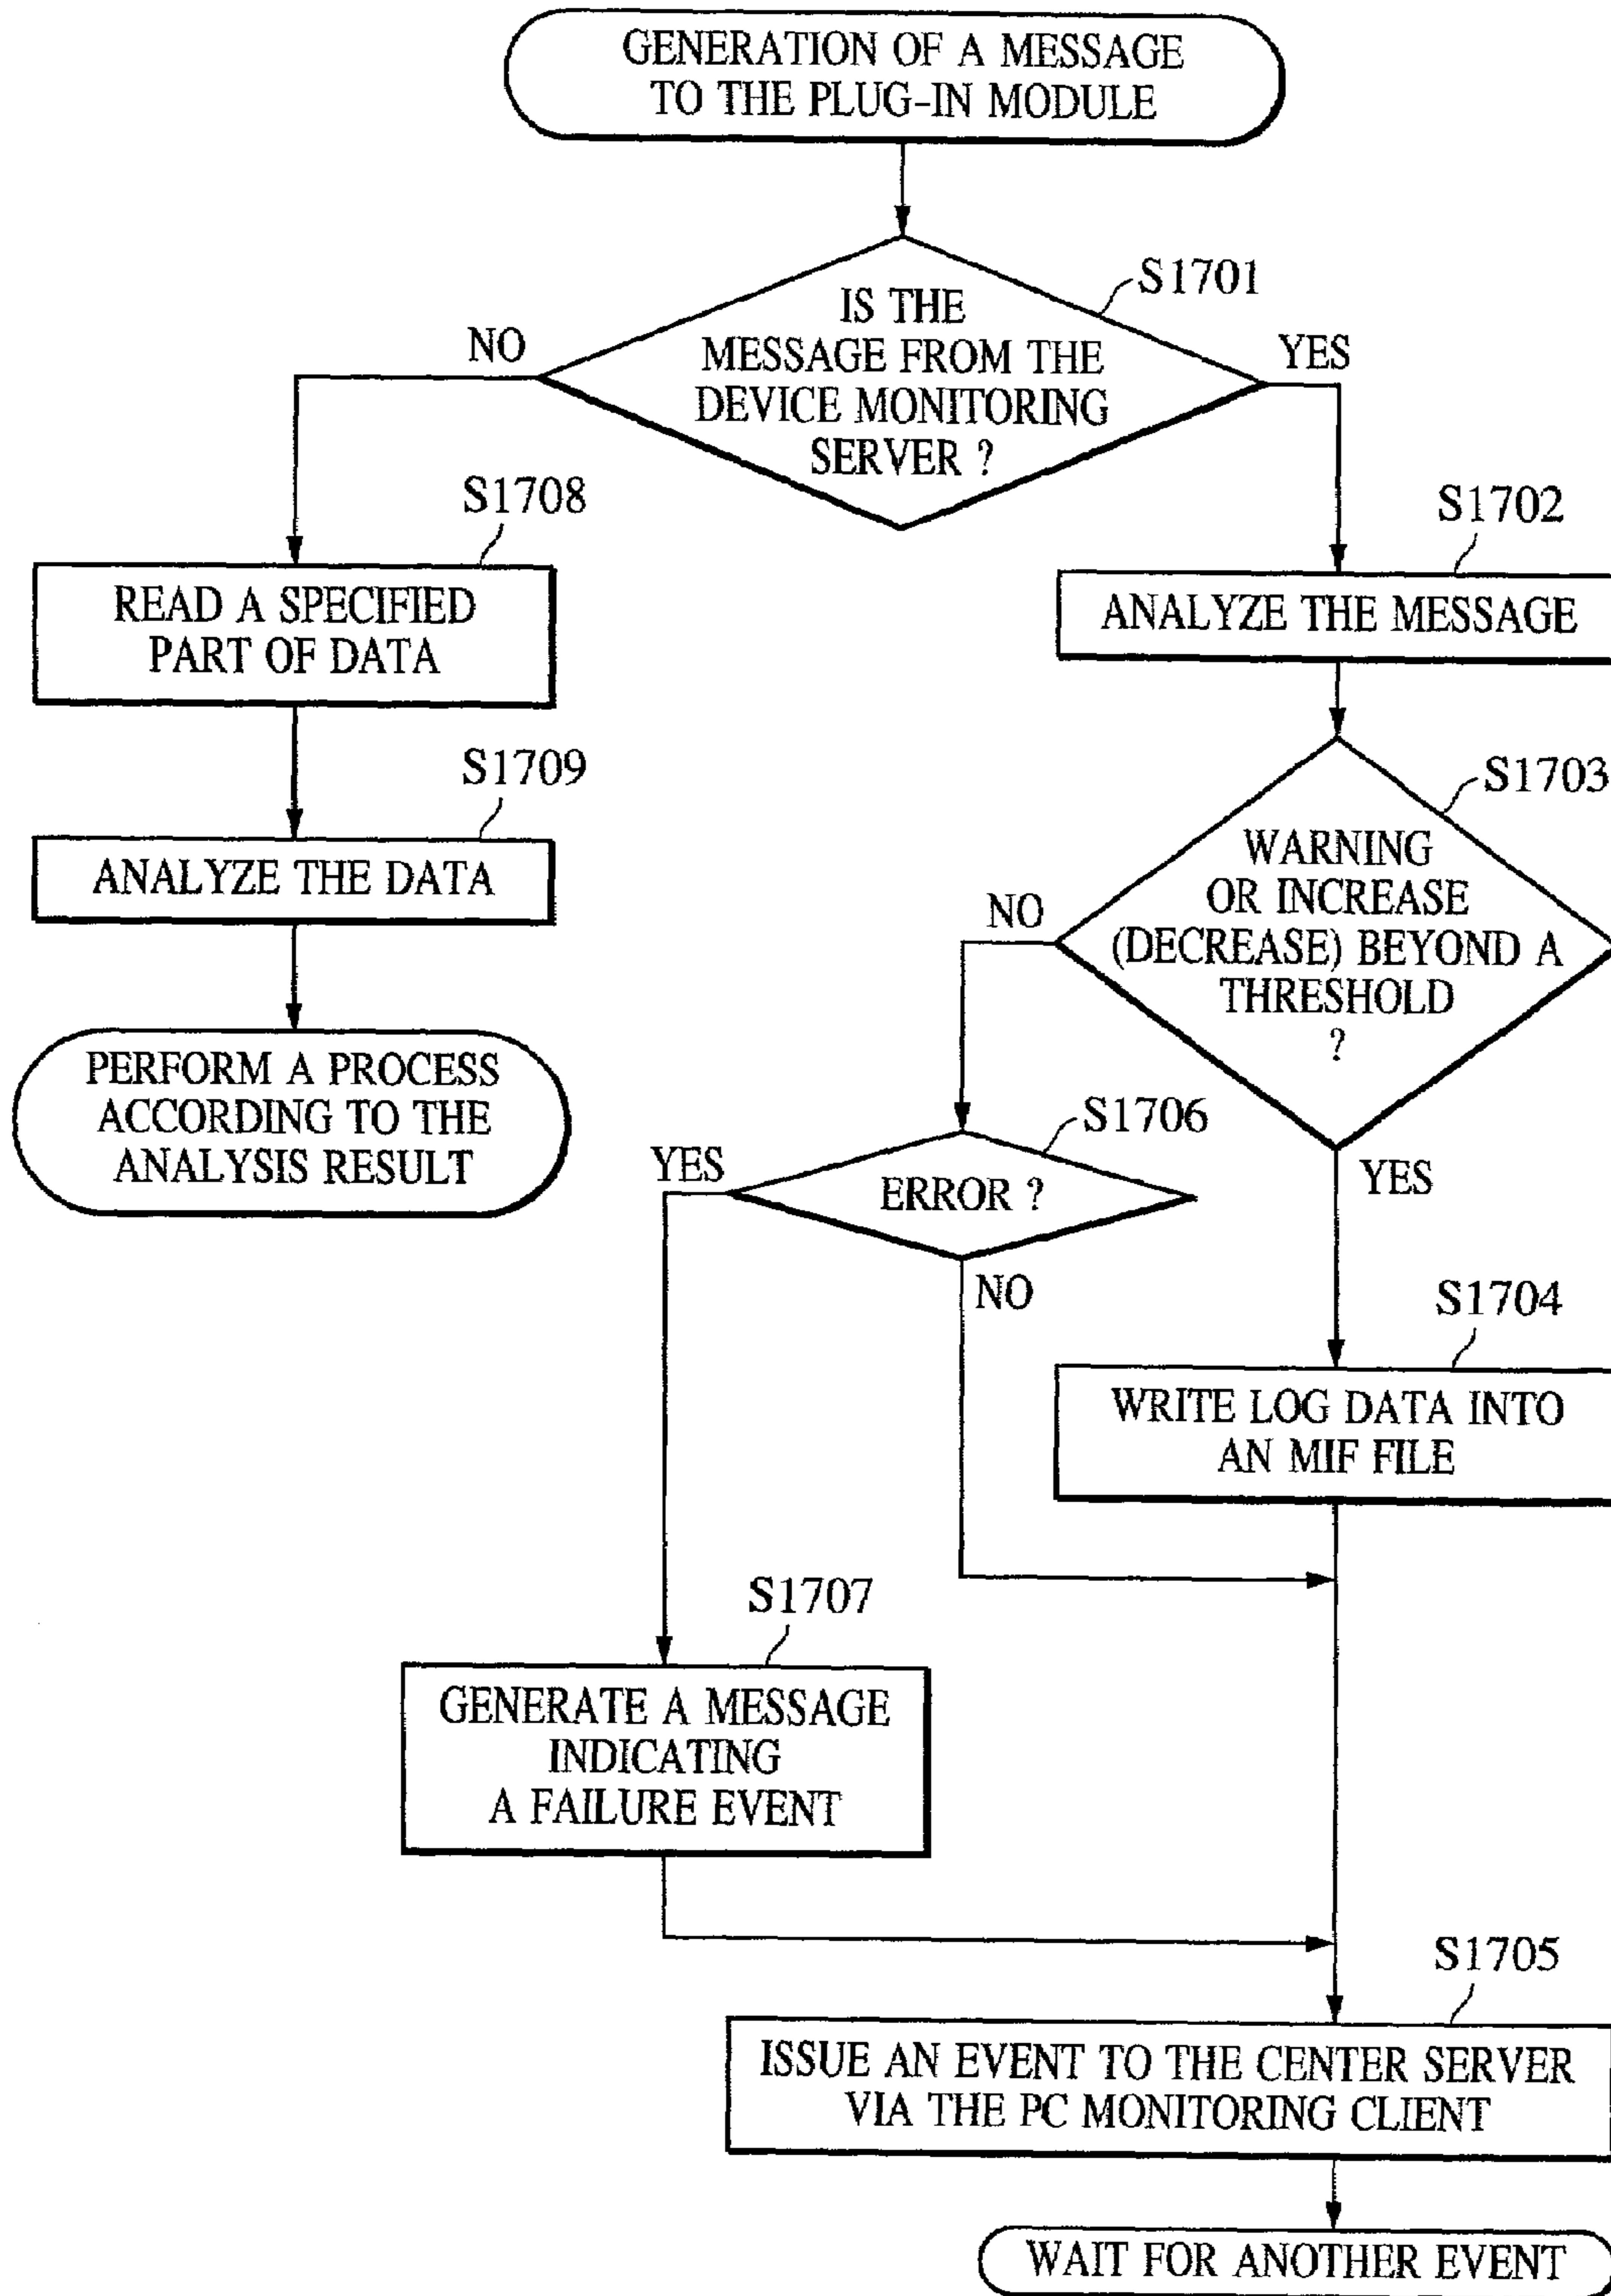 GENERATION OF A MESSAGE
TO THE PLUG-IN MODULE
S1701
IS THE
MESSAGE FROM THE
DEVICE MONITORING
SERVER ?
NO
YES
S1708
READ A SPECIFIED
PART OF DATA
S1702
ANALYZE THE MESSAGE
S1709
ANALYZE THE DATA
S1703
WARNING
OR INCREASE
(DECREASE) BEYOND A
THRESHOLD
?
NO
YES
PERFORM A PROCESS
ACCORDING TO THE
ANALYSIS RESULT
S1706
ERROR ?
YES
NO
S1704
WRITE LOG DATA INTO
AN MIF FILE
S1707
GENERATE A MESSAGE
INDICATING
A FAILURE EVENT
S1705
ISSUE AN EVENT TO THE CENTER SERVER
VIA THE PC MONITORING CLIENT
WAIT FOR ANOTHER EVENT